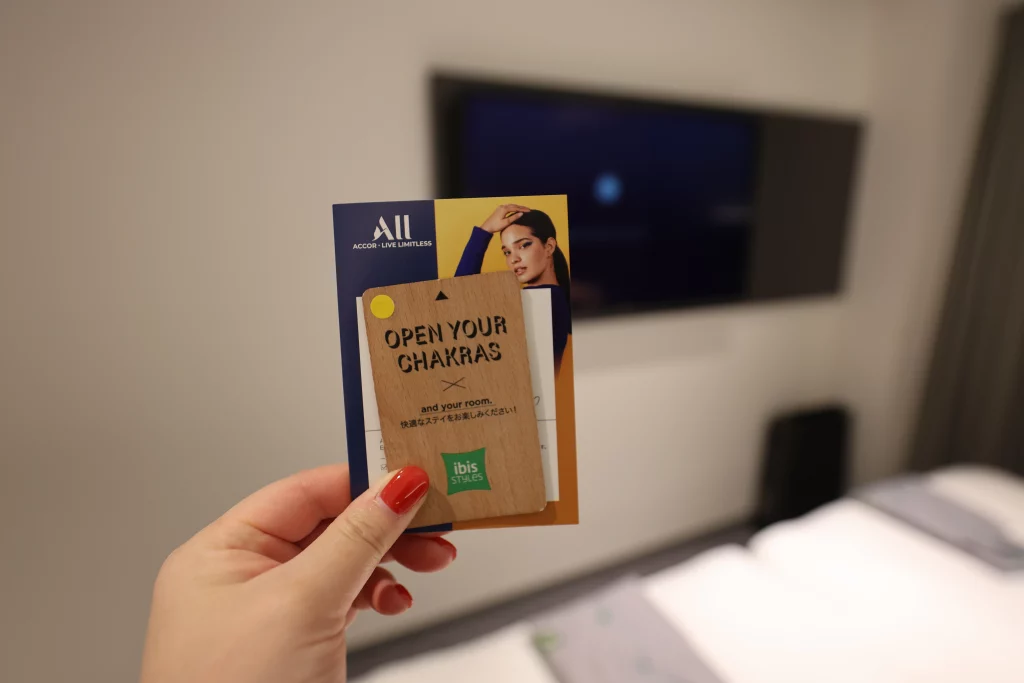 All
ACCOR - LIVE LIMITLESS
OPEN YOUR
CHAKRAS
and your room.
快適なステイをお楽しみください！
ibis
STYLES